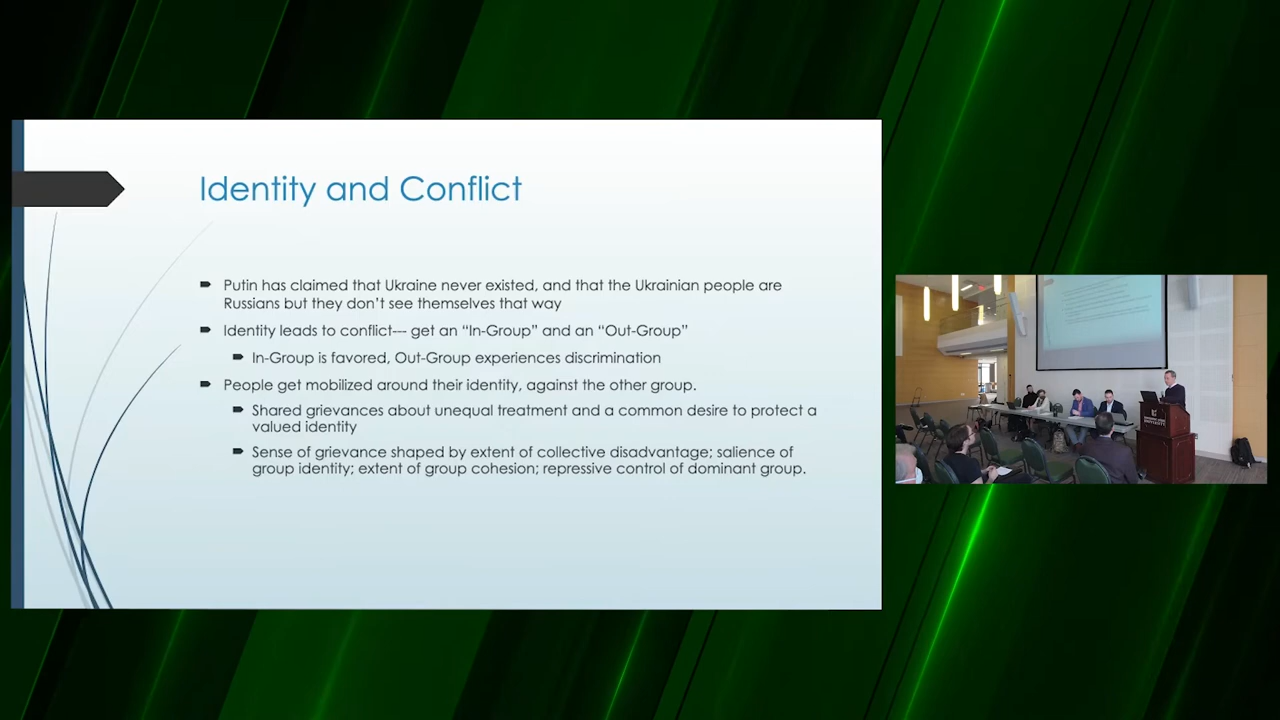 Identity and Conflict
Putin has claimed that Ukraine never existed, and that the Ukrainian people are
Russians but they don’t see themselves that way
Identity leads to conflict--- get an “In-Group” and an “Out-Group”
In-Group is favored, Out-Group experiences discrimination
People get mobilized around their identity, against the other group.
Shared grievances about unequal treatment and a common desire to protect a
valued identity
Sense of grievance shaped by extent of collective disadvantage; salience of
group identity; extent of group cohesion; repressive control of dominant group.
UNIVERSITY